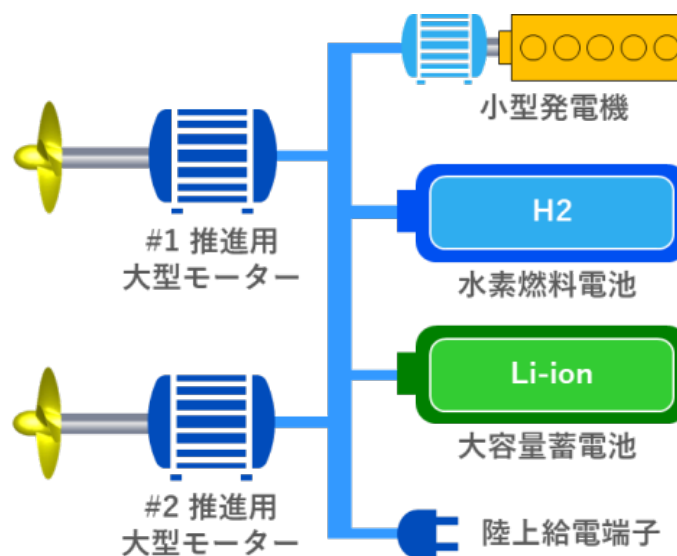 小型発電機
#1 推進用
大型モーター
H2
水素燃料電池
Li-ion
大容量蓄電池
#2 推進用
大型モーター
陸上給電端子